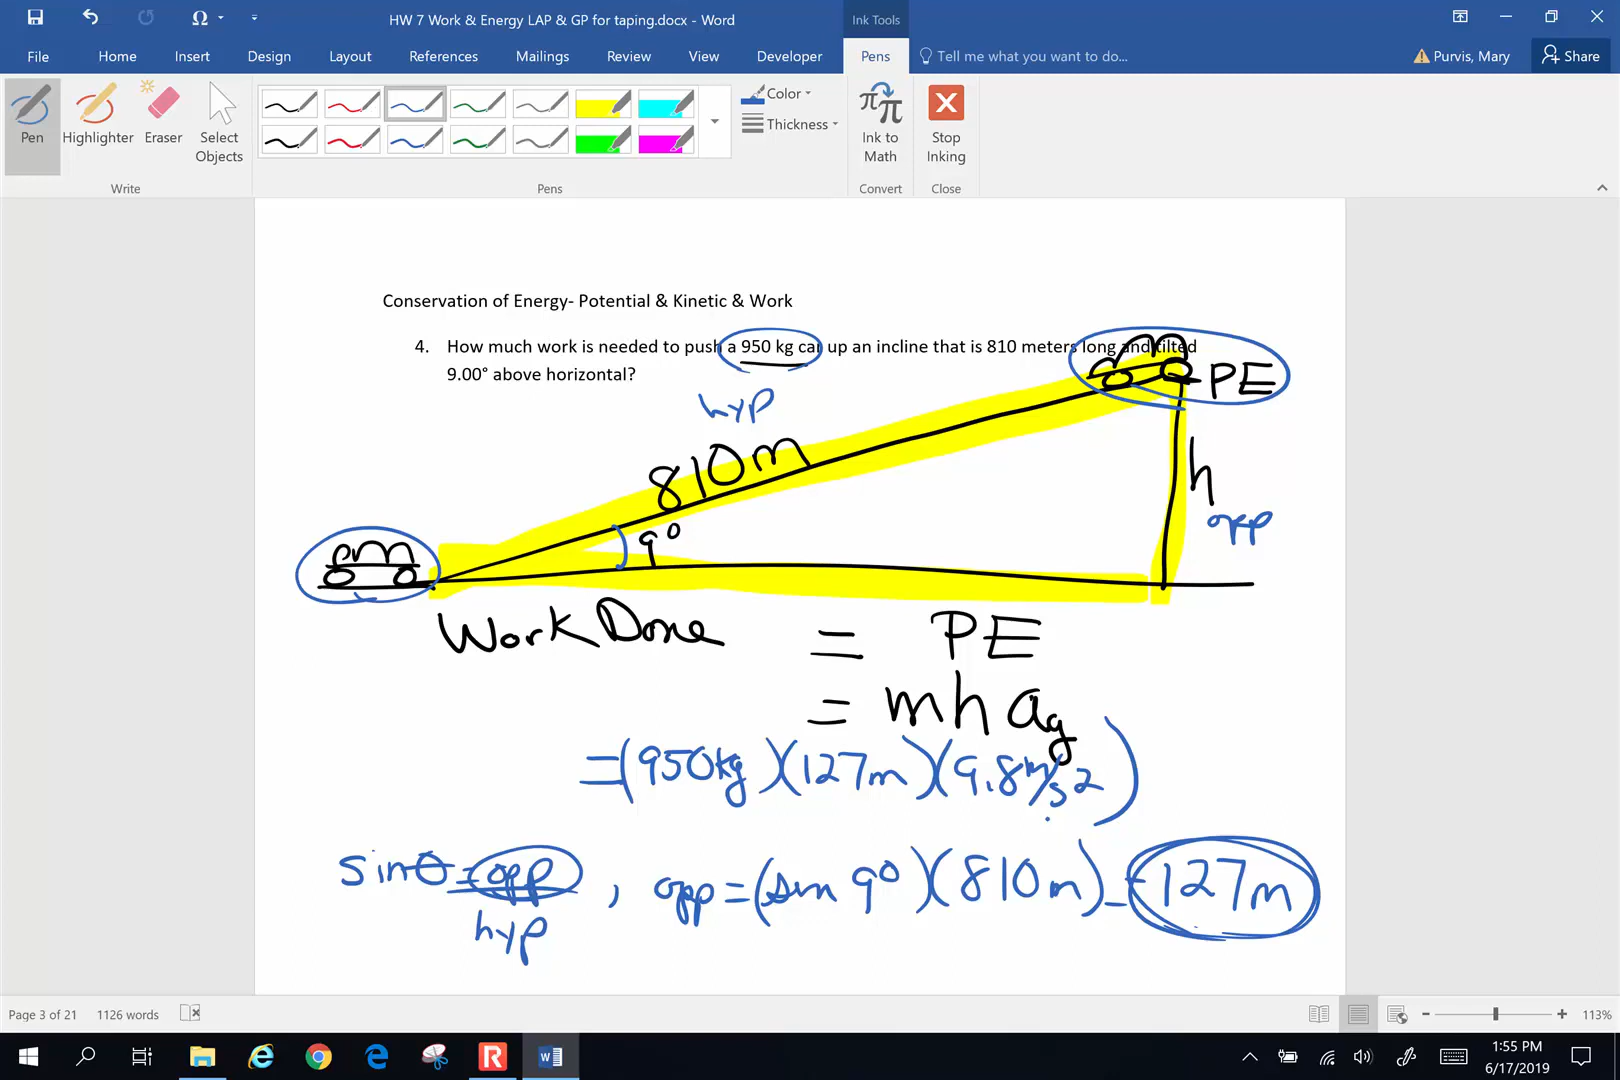 HW 7 Work & Energy LAP & GP for taping.docx - Word
Ink Tools
File Home Insert Design Layout References Mailings Review View Developer Pens Tell me what you want to do... Purvis, Mary Share
Pen Highlighter Eraser Select Objects
Color
Thickness
Ink to Math
Stop Inking
Write Pens Convert Close
Conservation of Energy- Potential & Kinetic & Work
4. How much work is needed to push a 950 kg car up an incline that is 810 meters long and tilted
9.00° above horizontal?
PE
hyp
810m
h
opp
9°
Work Done = PE
= mh ag
= (950kg)(127m)(9.8m/s2)
sinθ = opp/hyp , opp = (sin 9°)(810m) = 127m
Page 3 of 21 1126 words 113%
1:55 PM
6/17/2019